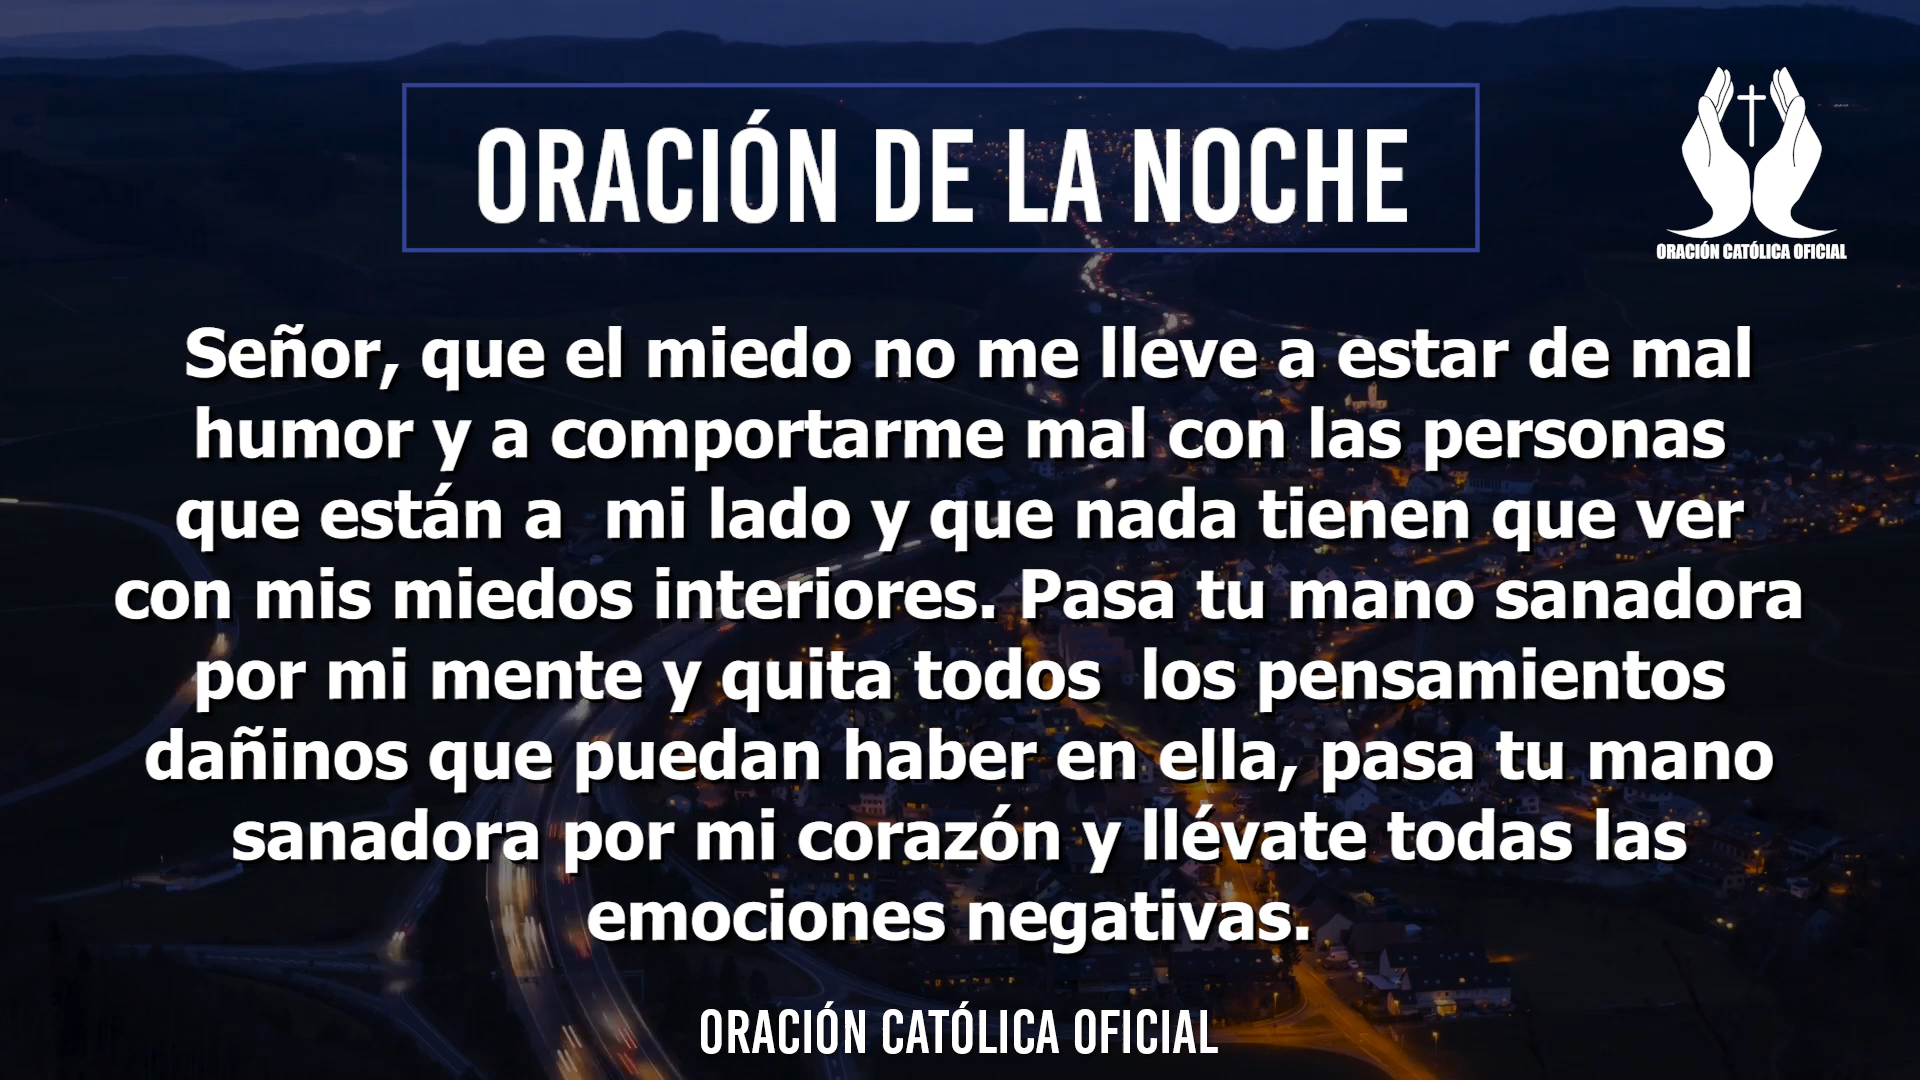 ORACIÓN DE LA NOCHE
ORACIÓN CATÓLICA OFICIAL
Señor, que el miedo no me lleve a estar de mal
humor y a comportarme mal con las personas
que están a  mi lado y que nada tienen que ver
con mis miedos interiores. Pasa tu mano sanadora
por mi mente y quita todos  los pensamientos
dañinos que puedan haber en ella, pasa tu mano
sanadora por mi corazón y llévate todas las
emociones negativas.
ORACIÓN CATÓLICA OFICIAL